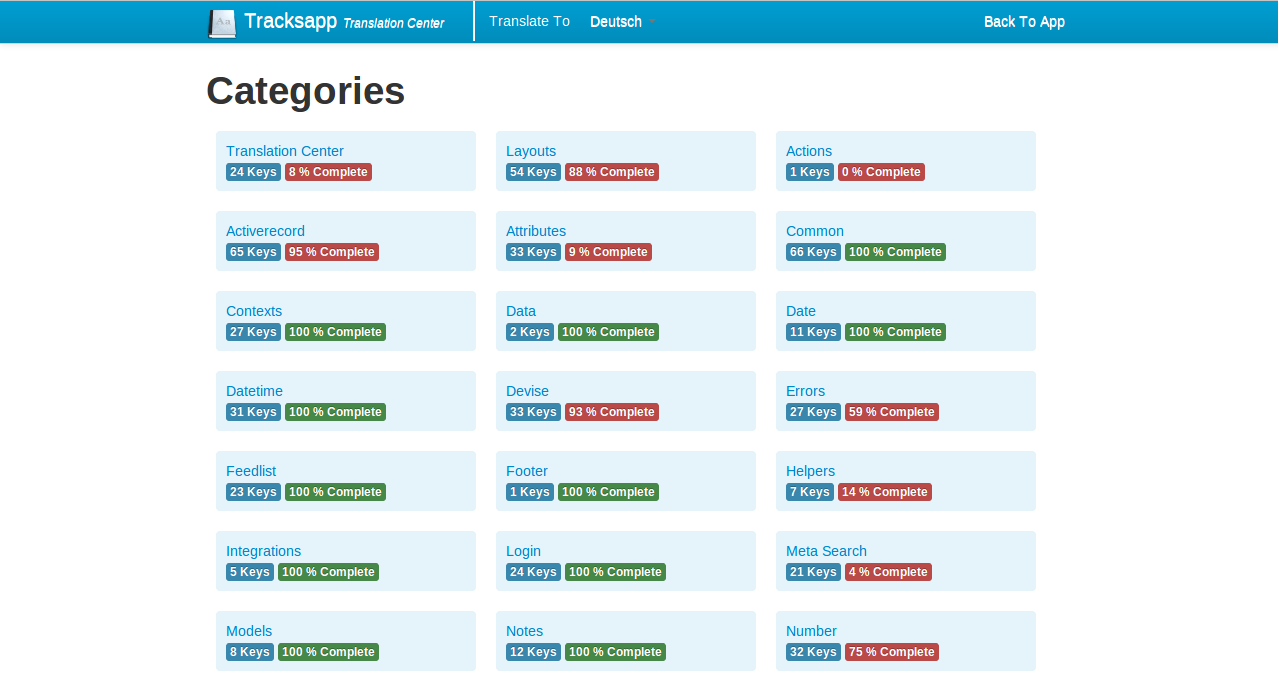 Aa Tracksapp Translation Center Translate To Deutsch Back To App
Categories
Translation Center Layouts Actions
24 Keys 8 % Complete 54 Keys 88 % Complete 1 Keys 0 % Complete
Activerecord Attributes Common
65 Keys 95 % Complete 33 Keys 9 % Complete 66 Keys 100 % Complete
Contexts Data Date
27 Keys 100 % Complete 2 Keys 100 % Complete 11 Keys 100 % Complete
Datetime Devise Errors
31 Keys 100 % Complete 33 Keys 93 % Complete 27 Keys 59 % Complete
Feedlist Footer Helpers
23 Keys 100 % Complete 1 Keys 100 % Complete 7 Keys 14 % Complete
Integrations Login Meta Search
5 Keys 100 % Complete 24 Keys 100 % Complete 21 Keys 4 % Complete
Models Notes Number
8 Keys 100 % Complete 12 Keys 100 % Complete 32 Keys 75 % Complete